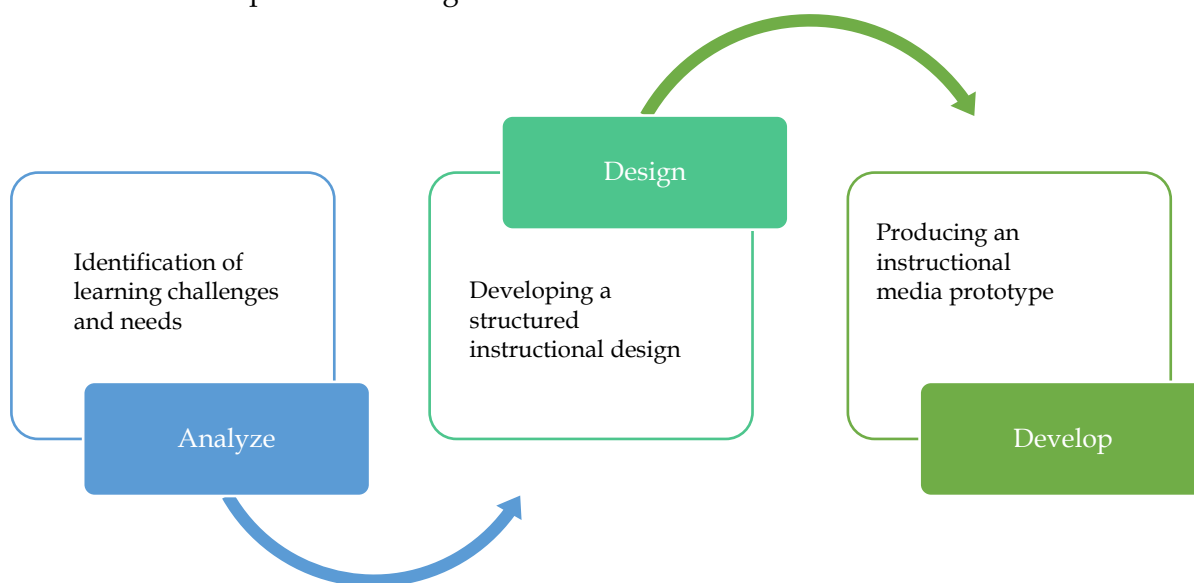 Identification of
learning challenges
and needs
Analyze
Design
Developing a
structured
instructional design
Producing an
instructional
media prototype
Develop